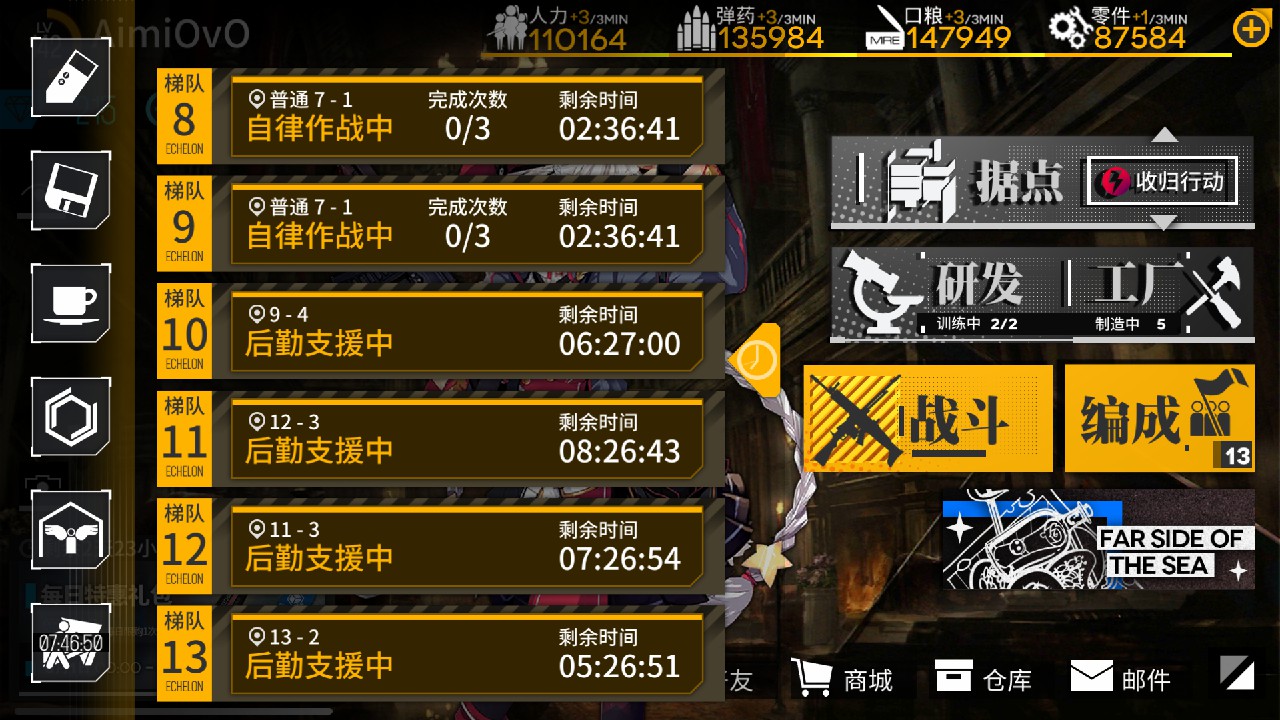 LV
AimiOvO
人力+3/3MIN
110164
弹药+3/3MIN
135984
MRE
口粮+3/3MIN
147949
零件+1/3MIN
87584
梯队
8
ECHELON
普通7-1
自律作战中
完成次数
0/3
剩余时间
02:36:41
梯队
9
ECHELON
普通7-1
自律作战中
完成次数
0/3
剩余时间
02:36:41
梯队
10
ECHELON
9-4
后勤支援中
剩余时间
06:27:00
梯队
11
ECHELON
12-3
后勤支援中
剩余时间
08:26:43
梯队
12
ECHELON
11-3
后勤支援中
剩余时间
07:26:54
梯队
13
ECHELON
13-2
后勤支援中
剩余时间
05:26:51
07:46:50
每日特惠礼包
据点
收归行动
研发
训练中 2/2
工厂
制造中 5
战斗
编成
13
FAR SIDE OF
THE SEA
友
商城
仓库
邮件